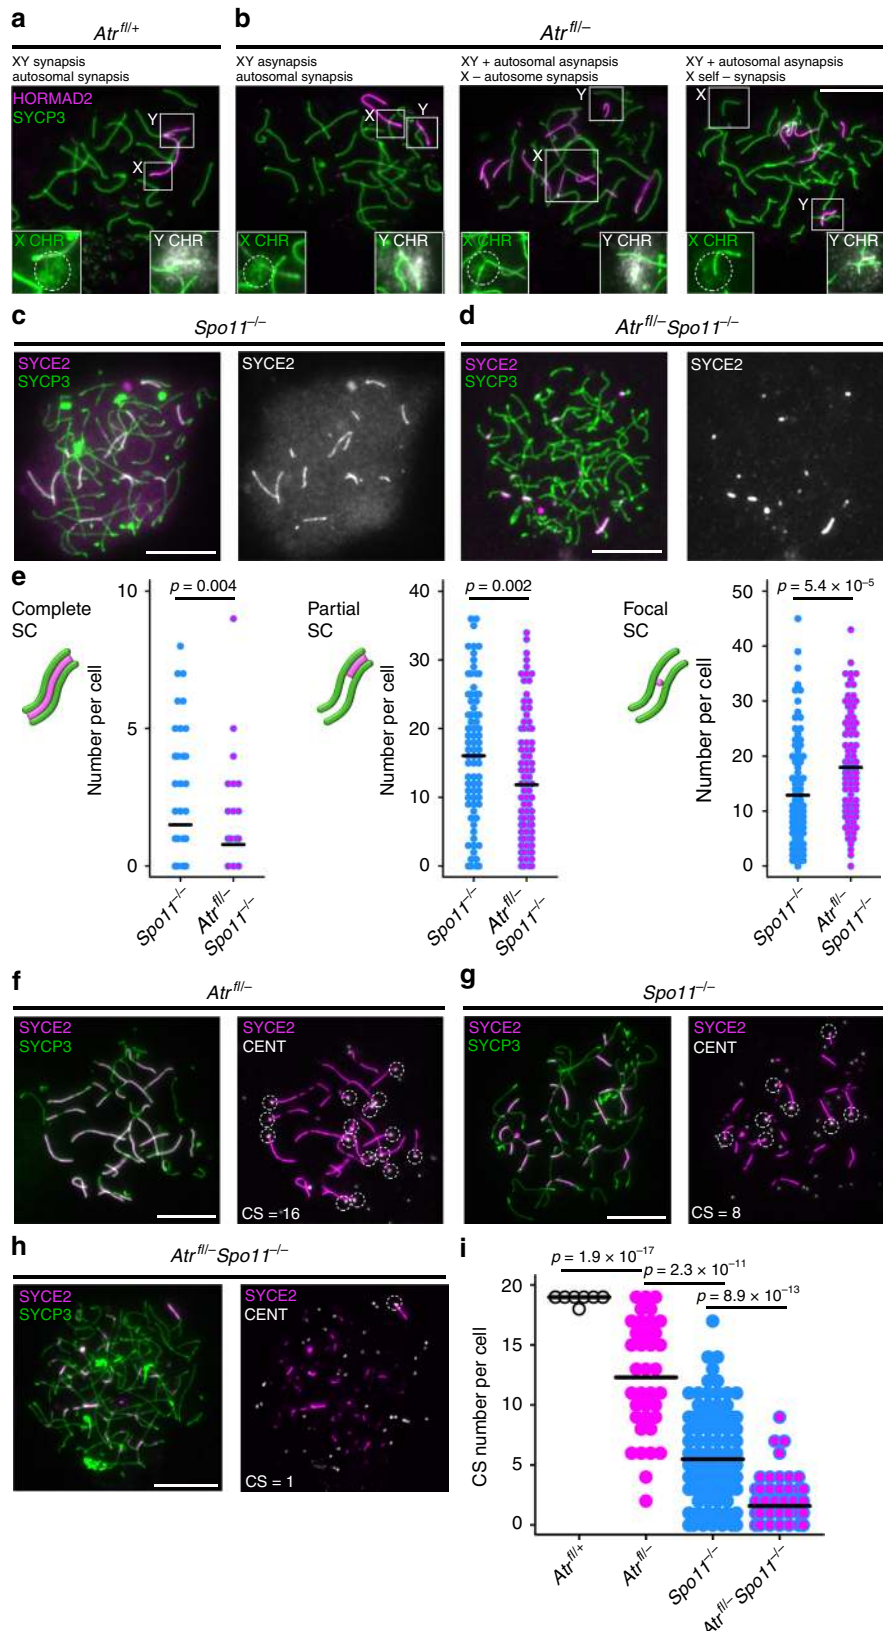 a
b
Atr fl/+
Atr fl/–
XY synapsis
autosomal synapsis
XY asynapsis
autosomal synapsis
XY + autosomal asynapsis
X – autosome synapsis
XY + autosomal asynapsis
X self – synapsis
HORMAD2
SYCP3
Y
X
X CHR
Y CHR
X
Y
X CHR
Y CHR
Y
X
X CHR
Y CHR
X
Y
X CHR
Y CHR
c
d
Spo11–/–
Atr fl/–Spo11–/–
SYCE2
SYCP3
SYCE2
SYCE2
SYCP3
SYCE2
e
Complete
SC
Number per cell
10
5
0
p = 0.004
Spo11–/–
Atr fl/–
Spo11–/–
Partial
SC
Number per cell
40
30
20
10
0
p = 0.002
Spo11–/–
Atr fl/–
Spo11–/–
Focal
SC
Number per cell
50
40
30
20
10
0
p = 5.4 × 10–5
Spo11–/–
Atr fl/–
Spo11–/–
f
g
Atr fl/–
Spo11–/–
SYCE2
SYCP3
SYCE2
CENT
CS = 16
SYCE2
SYCP3
SYCE2
CENT
CS = 8
h
Atr fl/–Spo11–/–
SYCE2
SYCP3
SYCE2
CENT
CS = 1
i
p = 1.9 × 10–17
p = 2.3 × 10–11
p = 8.9 × 10–13
CS number per cell
20
15
10
5
0
Atr fl/+
Atr fl/–
Spo11–/–
Atr fl/– Spo11–/–